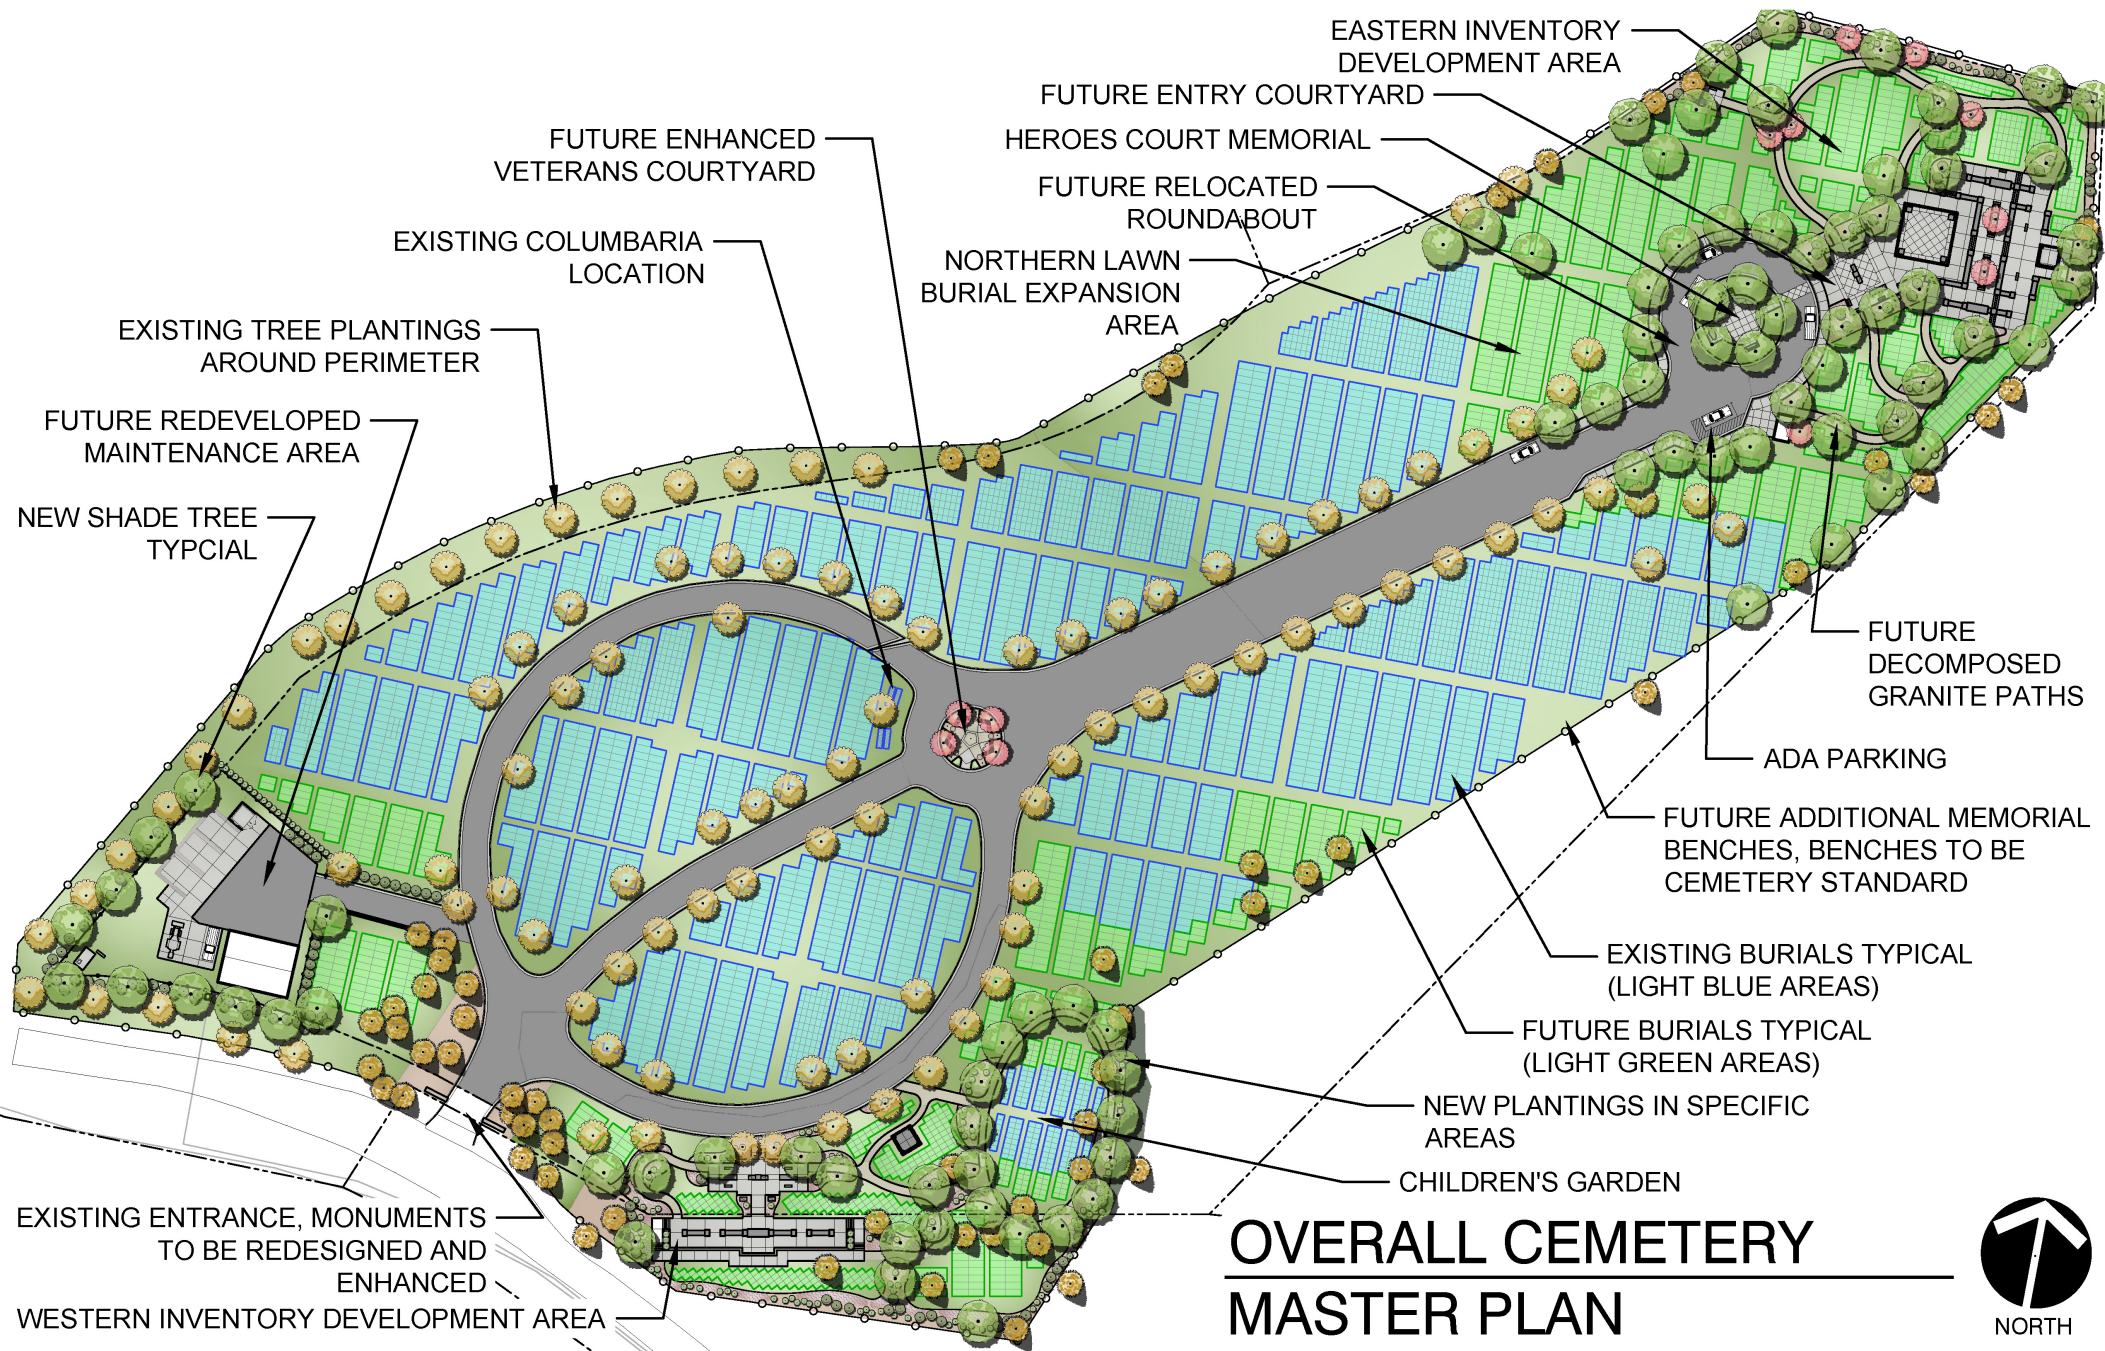 EASTERN INVENTORY
DEVELOPMENT AREA
FUTURE ENTRY COURTYARD
HEROES COURT MEMORIAL
FUTURE RELOCATED
ROUNDABOUT
NORTHERN LAWN
BURIAL EXPANSION
AREA
FUTURE ENHANCED
VETERANS COURTYARD
EXISTING COLUMBARIA
LOCATION
EXISTING TREE PLANTINGS
AROUND PERIMETER
FUTURE REDEVELOPED
MAINTENANCE AREA
NEW SHADE TREE
TYPCIAL
FUTURE
DECOMPOSED
GRANITE PATHS
ADA PARKING
FUTURE ADDITIONAL MEMORIAL
BENCHES, BENCHES TO BE
CEMETERY STANDARD
EXISTING BURIALS TYPICAL
(LIGHT BLUE AREAS)
FUTURE BURIALS TYPICAL
(LIGHT GREEN AREAS)
NEW PLANTINGS IN SPECIFIC
AREAS
CHILDREN'S GARDEN
EXISTING ENTRANCE, MONUMENTS
TO BE REDESIGNED AND
ENHANCED
WESTERN INVENTORY DEVELOPMENT AREA
OVERALL CEMETERY
MASTER PLAN
NORTH